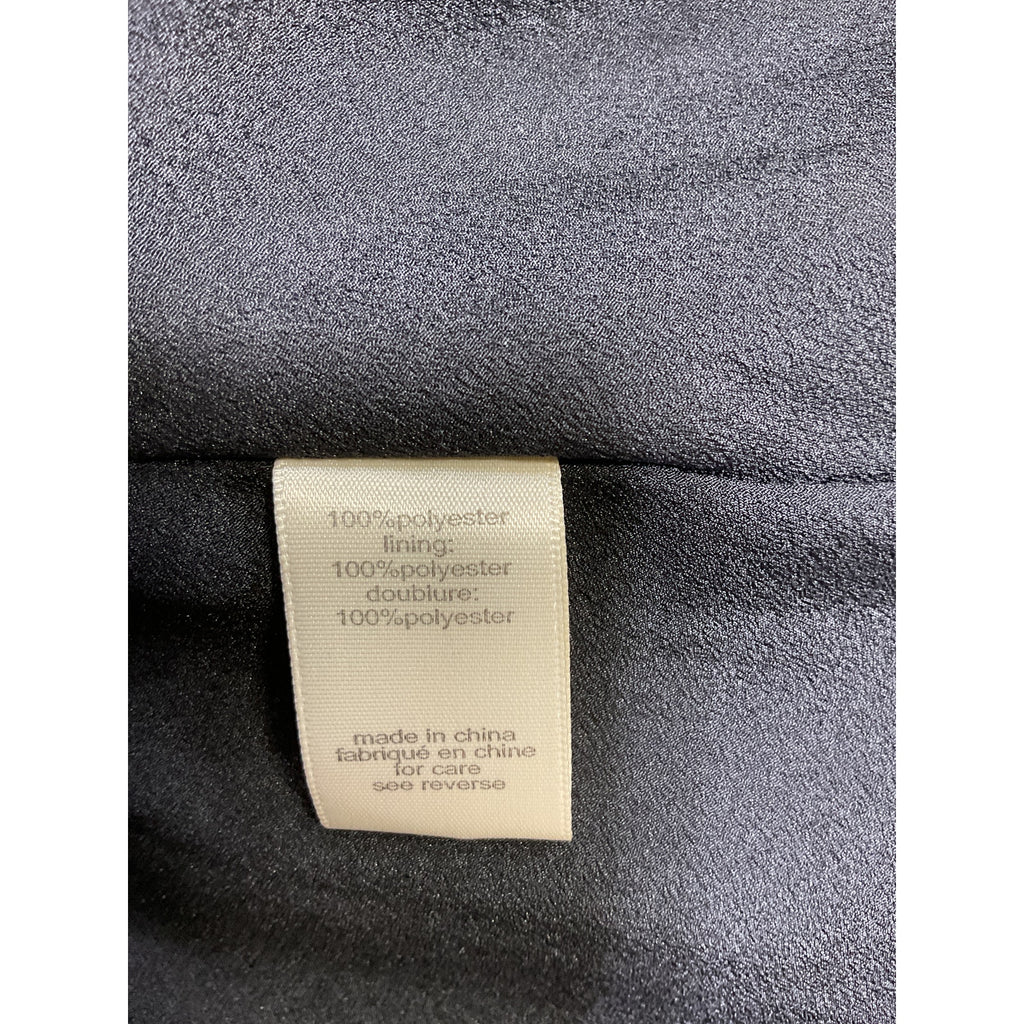 100%polyester
lining:
100%polyester
doublure:
100%polyester
made in china
fabriqué en chine
for care
see reverse